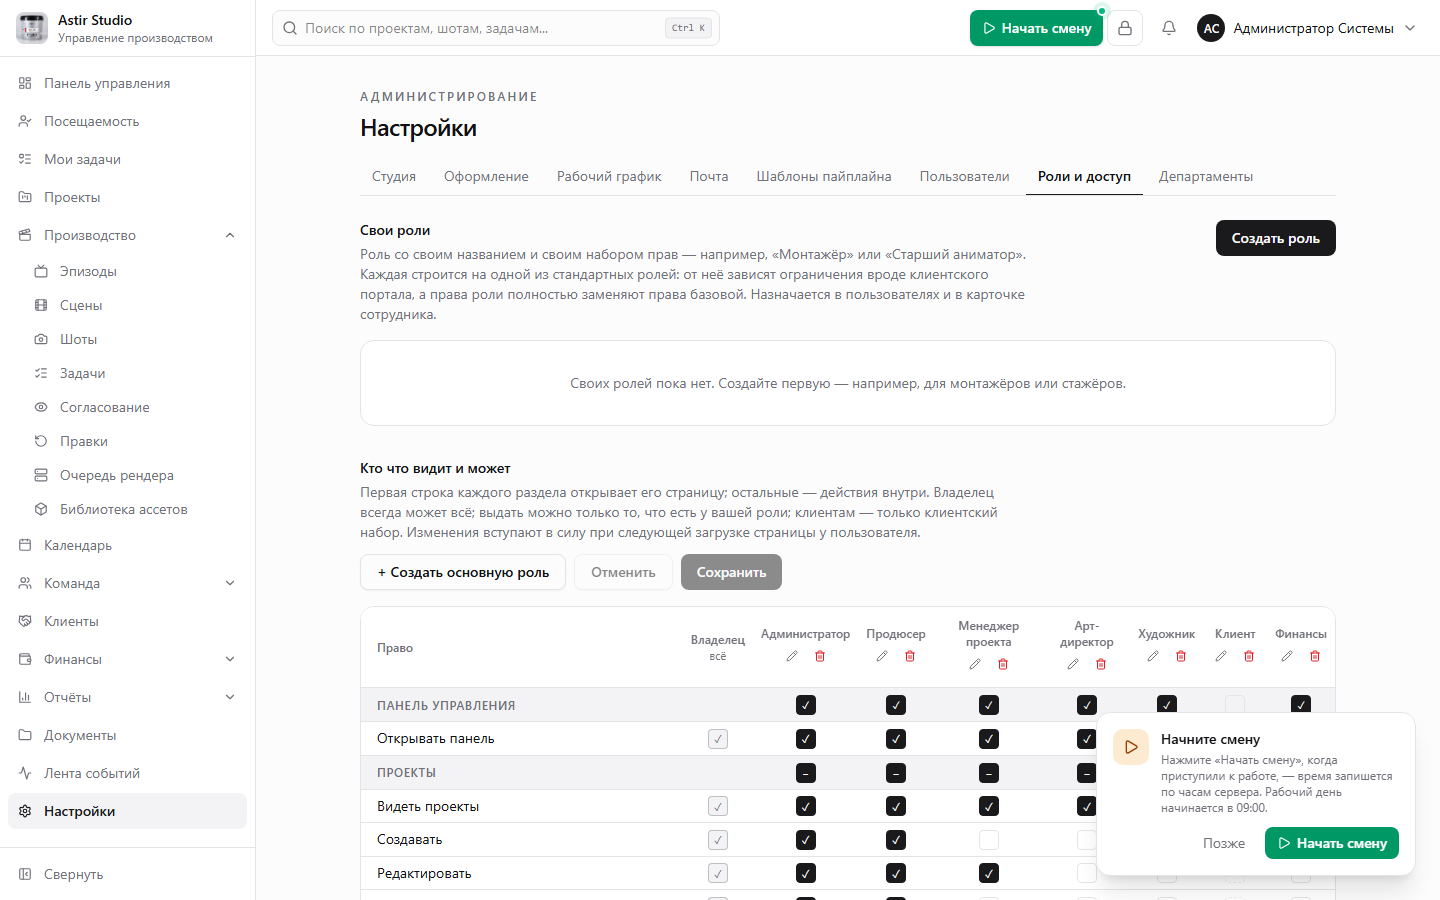 Astir Studio
Управление производством
Поиск по проектам, шотам, задачам...
Ctrl K
Начать смену
АС
Администратор Системы
Панель управления
Посещаемость
Мои задачи
Проекты
Производство
Эпизоды
Сцены
Шоты
Задачи
Согласование
Правки
Очередь рендера
Библиотека ассетов
Календарь
Команда
Клиенты
Финансы
Отчёты
Документы
Лента событий
Настройки
Свернуть
АДМИНИСТРИРОВАНИЕ
Настройки
Студия
Оформление
Рабочий график
Почта
Шаблоны пайплайна
Пользователи
Роли и доступ
Департаменты
Свои роли
Роль со своим названием и своим набором прав — например, «Монтажёр» или «Старший аниматор».
Каждая строится на одной из стандартных ролей: от неё зависят ограничения вроде клиентского
портала, а права роли полностью заменяют права базовой. Назначается в пользователях и в карточке
сотрудника.
Создать роль
Своих ролей пока нет. Создайте первую — например, для монтажёров или стажёров.
Кто что видит и может
Первая строка каждого раздела открывает его страницу; остальные — действия внутри. Владелец
всегда может всё; выдать можно только то, что есть у вашей роли; клиентам — только клиентский
набор. Изменения вступают в силу при следующей загрузке страницы у пользователя.
+ Создать основную роль
Отменить
Сохранить
Право
Владелец
всё
Администратор
Продюсер
Менеджер
проекта
Арт-
директор
Художник
Клиент
Финансы
ПАНЕЛЬ УПРАВЛЕНИЯ
Открывать панель
ПРОЕКТЫ
Видеть проекты
Создавать
Редактировать
Начните смену
Нажмите «Начать смену», когда
приступили к работе, — время запишется
по часам сервера. Рабочий день
начинается в 09:00.
Позже
Начать смену